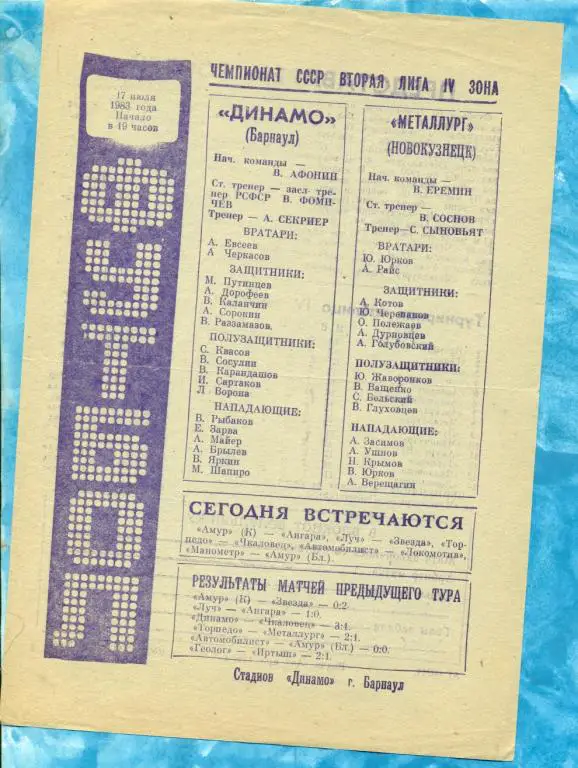 ЧЕМПИОНАТ СССР ВТОРАЯ ЛИГА IV ЗОНА
17 июля
1983 года
Начало
в 19 часов
ФУТБОЛ
«ДИНАМО»
(Барнаул)
Нач. команды —
В. АФОНИН
Ст. тренер — засл- тре-
нер РСФСР В. ФОМИ-
ЧЕВ
Тренер — А. СЕКРИЕР
ВРАТАРИ:
А. Евсеев
А Черкасов
ЗАЩИТНИКИ:
М. Путинцев
А. Дорофеев
В. Каланчин
А. Сорокин
В. Раззамазов.
ПОЛУЗАЩИТНИКИ:
С. Квасов
В. Сосулин
В. Карандашов
И. Сартаков
Л Ворона
НАПАДАЮЩИЕ:
В. Рыбаков
Е. Зарва
А. Майер
А. Брылев
В. Яркин
М. Шапиро
«МЕТАЛЛУРГ»
(НОВОКУЗНЕЦК)
Нач. команды —
В. ЕРЕМИН
Ст. тренер —
В. СОСНОВ
Тренер—С. СЫНОВЬЯТ
ВРАТАРИ:
Ю. Юрков
А. Райс
ЗАЩИТНИКИ:
А. Котов
Ю. Черепанов
О. Полежаев
А. Дурновцев
А. Голубовский
ПОЛУЗАЩИТНИКИ:
Ю. Жаворонков
В. Ващенко
С. Бельский
В. Глуховцев
НАПАДАЮЩИЕ:
А. Засимов
А. Ушнов
Н. Крымов
В. Юрков
А. Верещагин
СЕГОДНЯ ВСТРЕЧАЮТСЯ
«Амур» (К) — «Ангара», «Луч» — «Звезда», «Тор-
педо» — «Чкаловец», «Автомобилист» — «Локомотив»,
«Манометр» — «Амур» (Бл.)
РЕЗУЛЬТАТЫ МАТЧЕЙ ПРЕДЫДУЩЕГО ТУРА
«Амур» (К) — «Звезда» — 0:2.
«Луч» — «Ангара» — 1:0.
«Динамо» — «Чкаловец» — 3:1.
«Торпедо» — «Металлург» — 2:1.
«Автомобилист» — «Амур» (Бл.) — 0:0.
«Геолог» — «Иртыш» — 2:1.
Стадион «Динамо» г. Барнаул